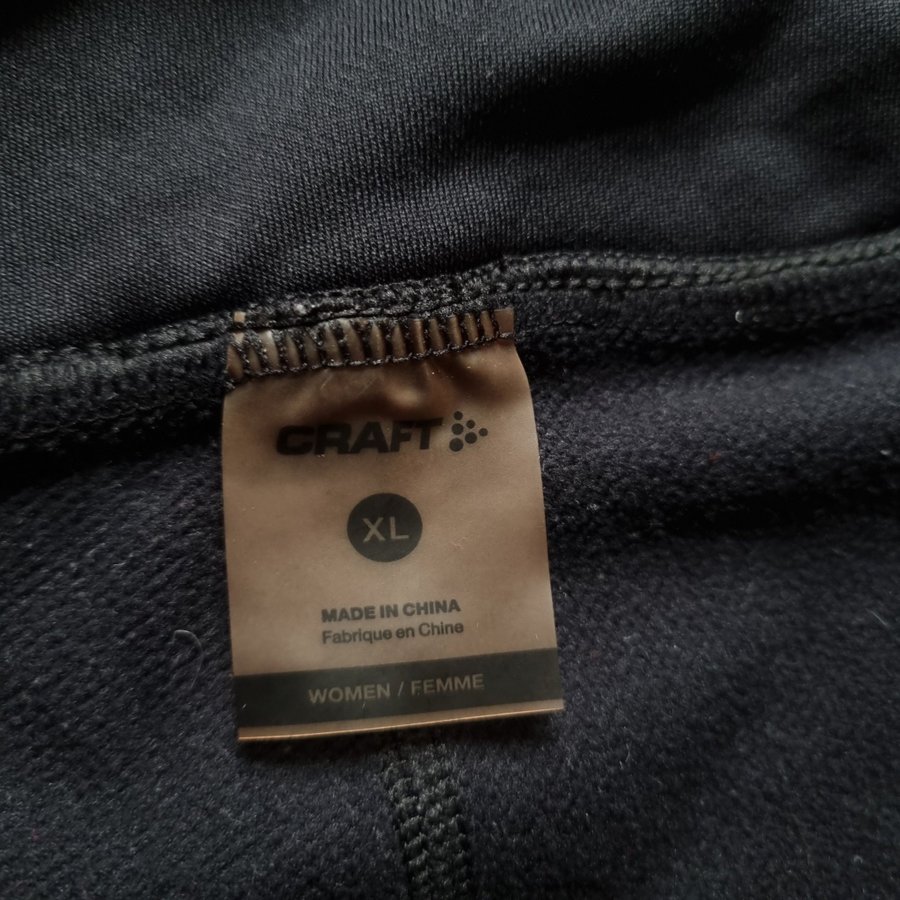 CRAFT
XL
MADE IN CHINA
Fabrique en Chine
WOMEN / FEMME